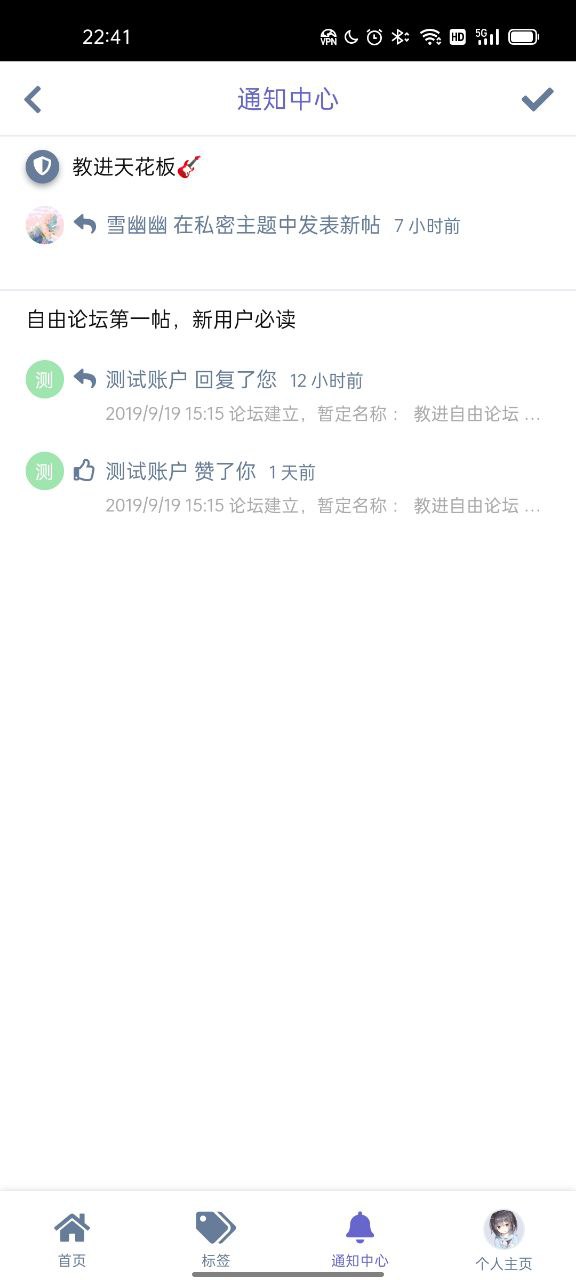 22:41
VPN HD 5G
通知中心
教进天花板🎸
雪幽幽 在私密主题中发表新帖 7 小时前
自由论坛第一帖，新用户必读
测 测试账户 回复了您 12 小时前
2019/9/19 15:15 论坛建立，暂定名称： 教进自由论坛 ...
测 测试账户 赞了你 1 天前
2019/9/19 15:15 论坛建立，暂定名称： 教进自由论坛 ...
首页 标签 通知中心 个人主页